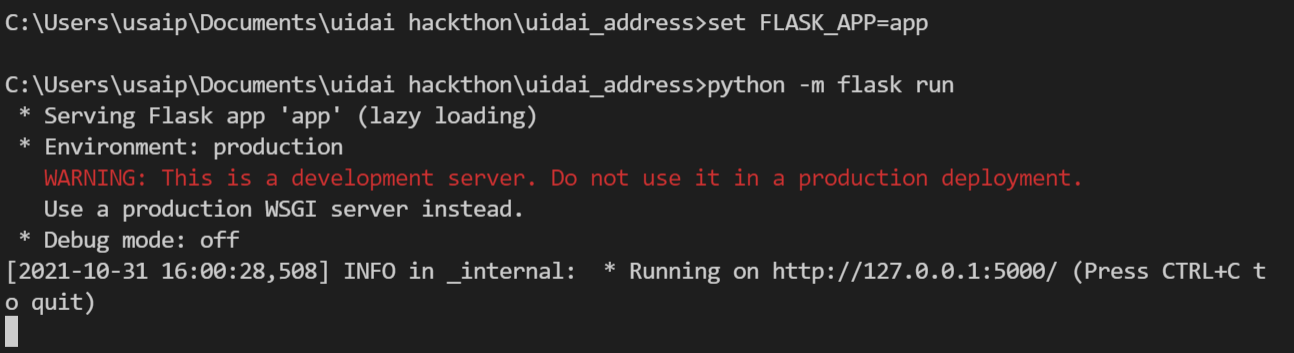 C:\Users\usaip\Documents\uidai hackthon\uidai_address>set FLASK_APP=app
C:\Users\usaip\Documents\uidai hackthon\uidai_address>python -m flask run
 * Serving Flask app 'app' (lazy loading)
 * Environment: production
   WARNING: This is a development server. Do not use it in a production deployment.
   Use a production WSGI server instead.
 * Debug mode: off
[2021-10-31 16:00:28,508] INFO in _internal:  * Running on http://127.0.0.1:5000/ (Press CTRL+C t
o quit)